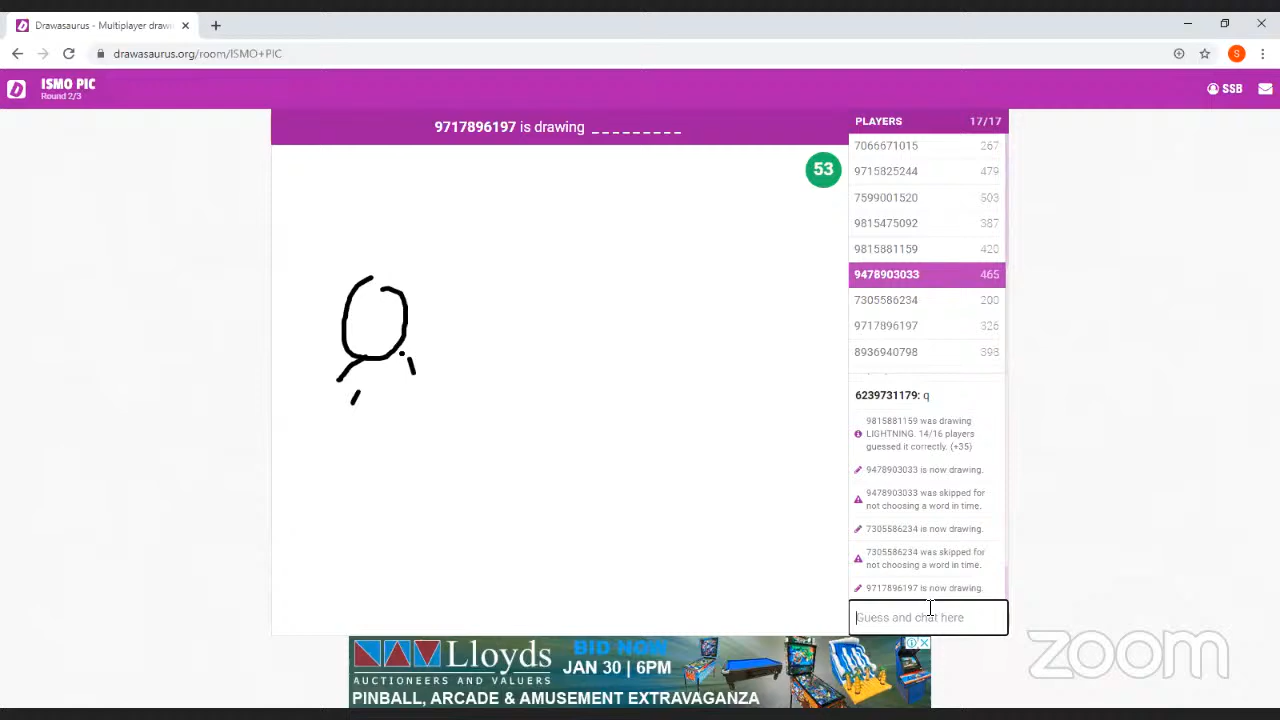 Drawasaurus - Multiplayer draw
drawasaurus.org/room/ISMO+PIC
S
ISMO PIC
Round 2/3
SSB
9717896197 is drawing _ _ _ _ _ _ _ _ _
PLAYERS 17/17
53
7066671015 267
9715825244 479
7599001520 503
9815475092 387
9815881159 420
9478903033 465
7305586234 200
9717896197 326
8936940798 398
6239731179: q
9815881159 was drawing
LIGHTNING. 14/16 players
guessed it correctly. (+35)
9478903033 is now drawing.
9478903033 was skipped for
not choosing a word in time.
7305586234 is now drawing.
7305586234 was skipped for
not choosing a word in time.
9717896197 is now drawing.
Guess and chat here
Lloyds
AUCTIONEERS AND VALUERS
BID NOW
JAN 30 | 6PM
PINBALL, ARCADE & AMUSEMENT EXTRAVAGANZA
zoom